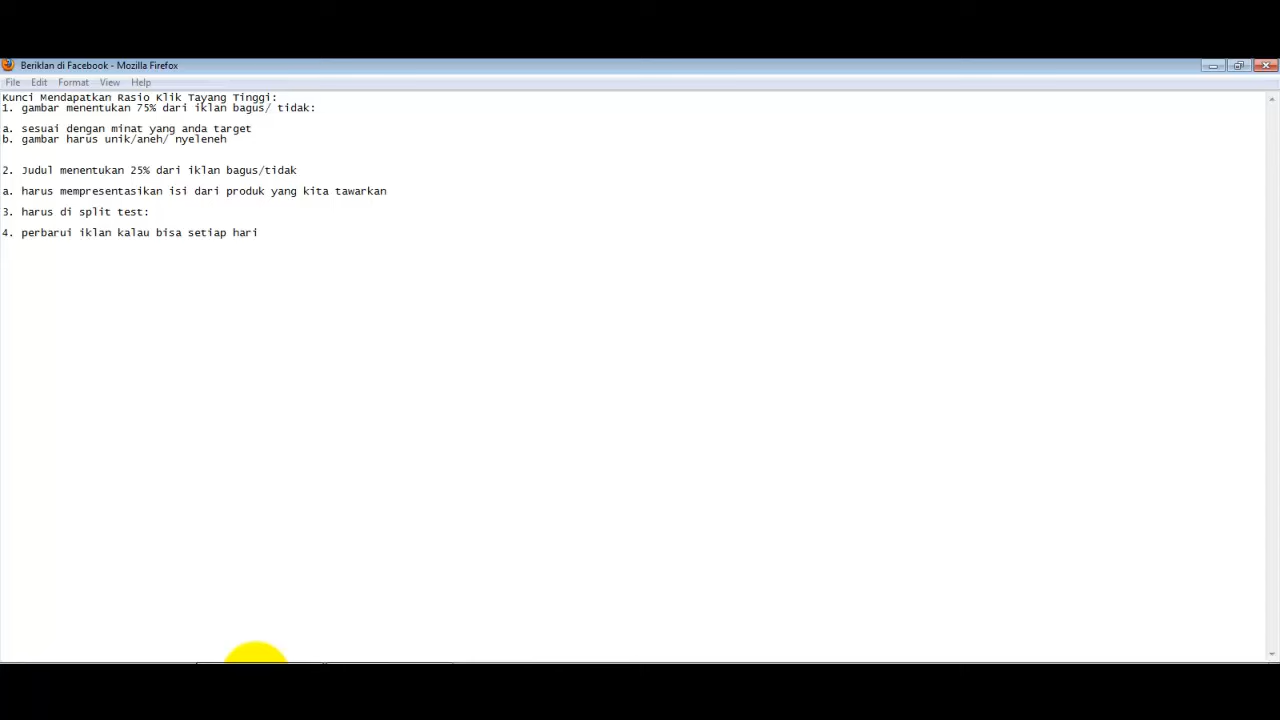 Beriklan di Facebook - Mozilla Firefox
File Edit Format View Help
Kunci Mendapatkan Rasio Klik Tayang Tinggi:
1. gambar menentukan 75% dari iklan bagus/ tidak:
a. sesuai dengan minat yang anda target
b. gambar harus unik/aneh/ nyeleneh
2. Judul menentukan 25% dari iklan bagus/tidak
a. harus mempresentasikan isi dari produk yang kita tawarkan
3. harus di split test:
4. perbarui iklan kalau bisa setiap hari